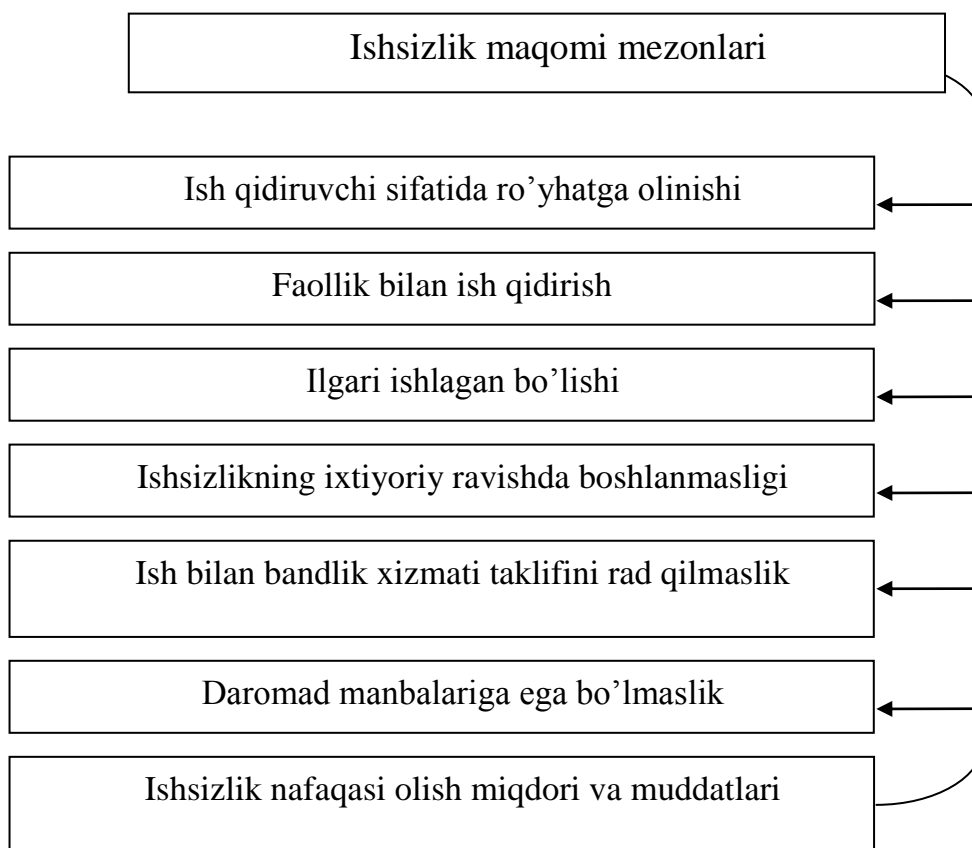 Ishsizlik maqomi mezonlari
Ish qidiruvchi sifatida ro’yhatga olinishi
Faollik bilan ish qidirish
Ilgari ishlagan bo’lishi
Ishsizlikning ixtiyoriy ravishda boshlanmasligi
Ish bilan bandlik xizmati taklifini rad qilmaslik
Daromad manbalariga ega bo’lmaslik
Ishsizlik nafaqasi olish miqdori va muddatlari